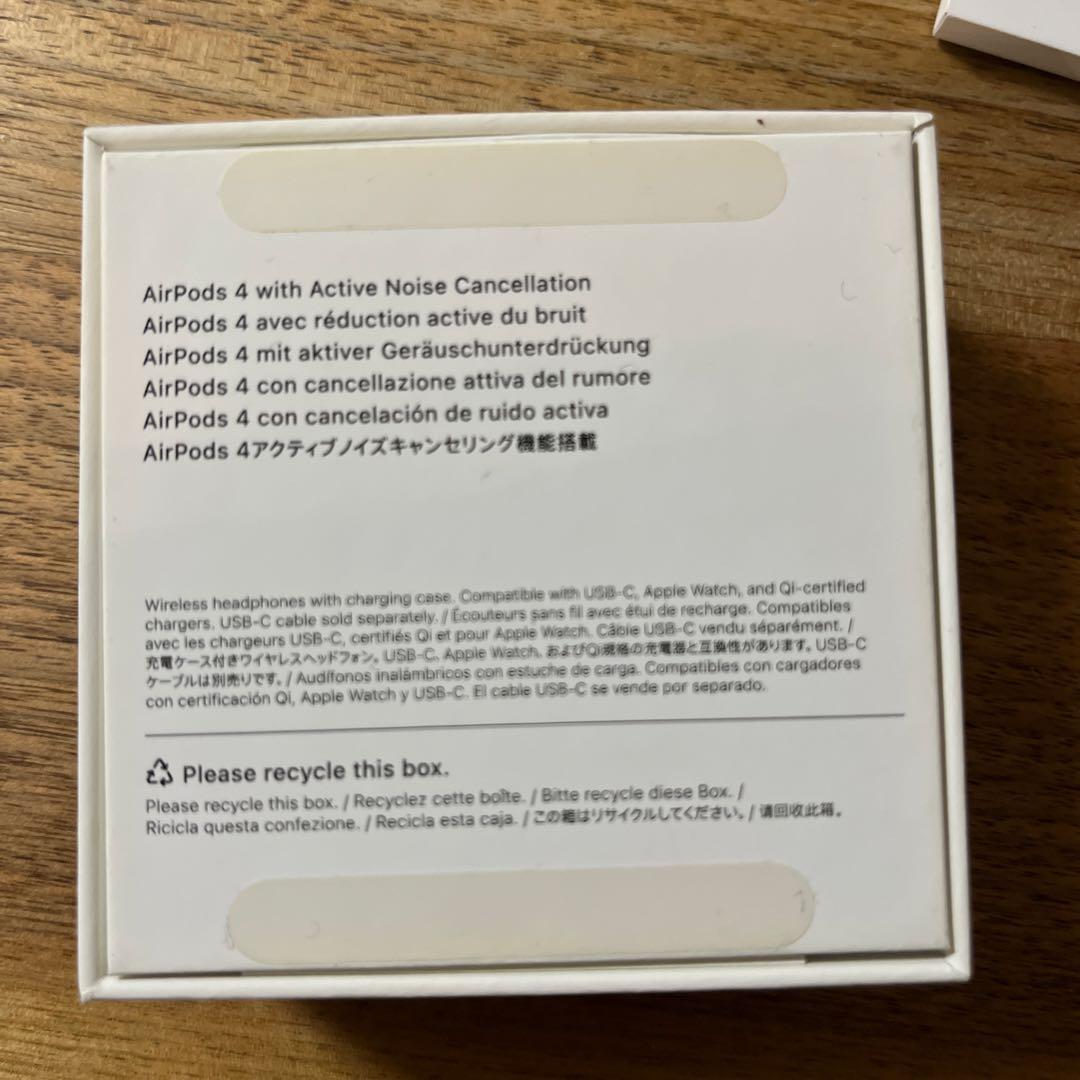 AirPods 4 with Active Noise Cancellation
AirPods 4 avec réduction active du bruit
AirPods 4 mit aktiver Geräuschunterdrückung
AirPods 4 con cancellazione attiva del rumore
AirPods 4 con cancelación de ruido activa
AirPods 4アクティブノイズキャンセリング機能搭載
Wireless headphones with charging case. Compatible with USB-C, Apple Watch, and Qi-certified
chargers. USB-C cable sold separately. / Écouteurs sans fil avec étui de recharge. Compatibles
avec les chargeurs USB-C, certifiés Qi et pour Apple Watch. Câble USB-C vendu séparément. /
充電ケース付きワイヤレスヘッドフォン。USB-C、Apple Watch、およびQi規格の充電器と互換性があります。USB-C
ケーブルは別売りです。/ Audífonos inalámbricos con estuche de carga. Compatibles con cargadores
con certificación Qi, Apple Watch y USB-C. El cable USB-C se vende por separado.
Please recycle this box.
Please recycle this box. / Recyclez cette boîte. / Bitte recycle diese Box. /
Ricicla questa confezione. / Recicla esta caja. / この箱はリサイクルしてください。/ 请回收此箱。